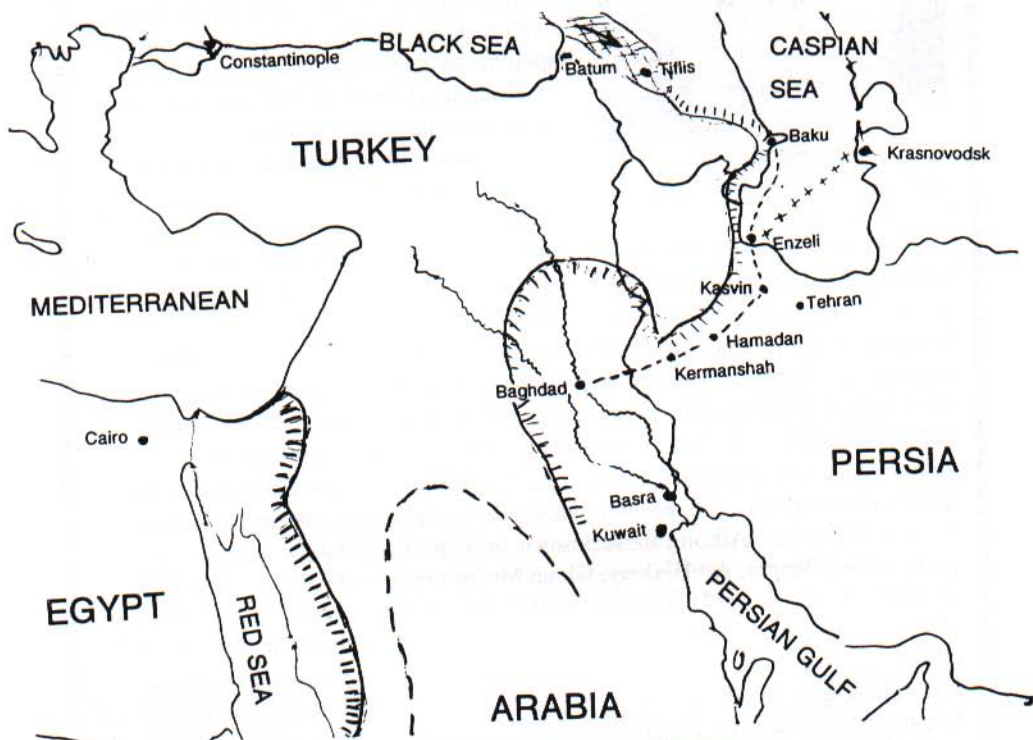 BLACK SEA
CASPIAN
SEA
Constantinople
Batum
Tiflis
TURKEY
Baku
Krasnovodsk
Enzeli
MEDITERRANEAN
Kasvin
Tehran
Hamadan
Kermanshah
Baghdad
Cairo
PERSIA
Basra
Kuwait
EGYPT
RED SEA
PERSIAN GULF
ARABIA